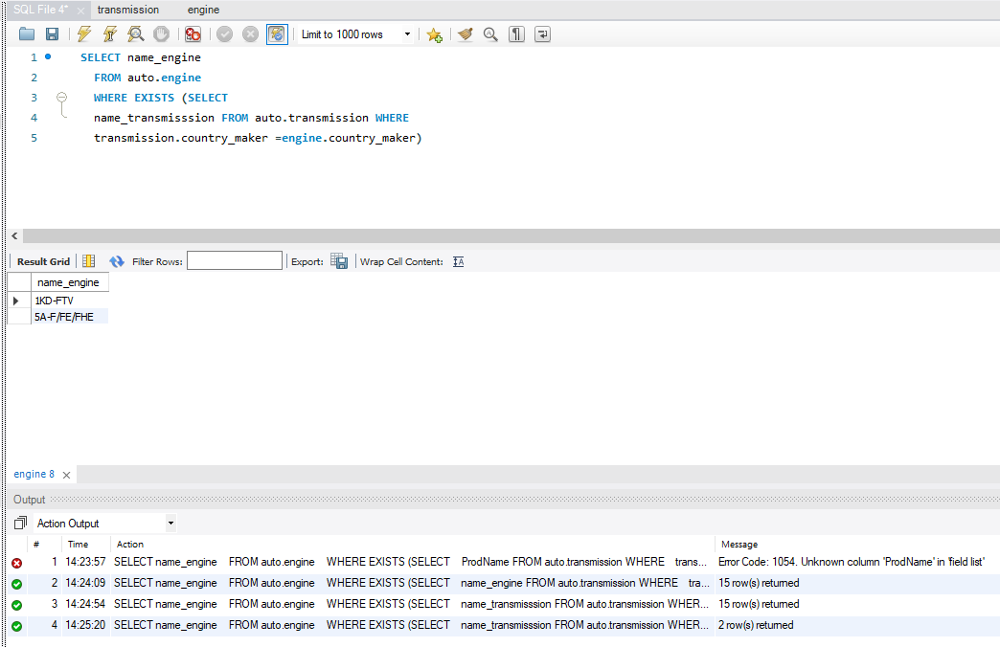 SQL File 4* transmission engine
Limit to 1000 rows
1 SELECT name_engine
2 FROM auto.engine
3 WHERE EXISTS (SELECT
4 name_transmisssion FROM auto.transmission WHERE
5 transmission.country_maker =engine.country_maker)
Result Grid Filter Rows: Export: Wrap Cell Content:
name_engine
1KD-FTV
5A-F/FE/FHE
engine 8
Output
Action Output
# Time Action Message
1 14:23:57 SELECT name_engine FROM auto.engine WHERE EXISTS (SELECT ProdName FROM auto.transmission WHERE trans... Error Code: 1054. Unknown column 'ProdName' in 'field list'
2 14:24:09 SELECT name_engine FROM auto.engine WHERE EXISTS (SELECT name_engine FROM auto.transmission WHERE tra... 15 row(s) returned
3 14:24:54 SELECT name_engine FROM auto.engine WHERE EXISTS (SELECT name_transmisssion FROM auto.transmission WHER... 15 row(s) returned
4 14:25:20 SELECT name_engine FROM auto.engine WHERE EXISTS (SELECT name_transmisssion FROM auto.transmission WHER... 2 row(s) returned